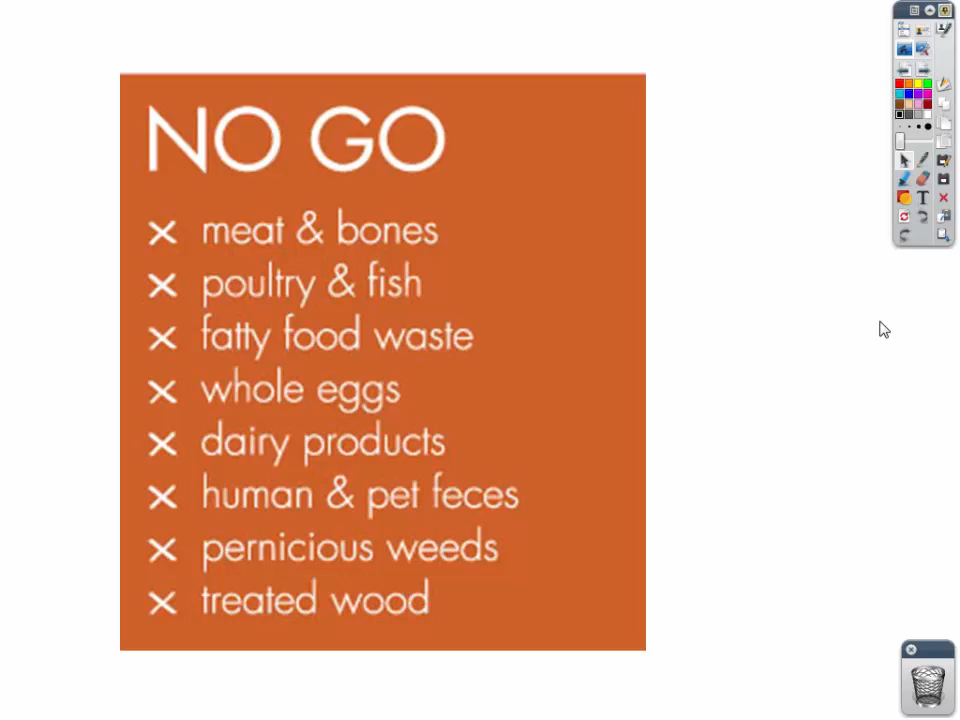 NO GO
× meat & bones
× poultry & fish
× fatty food waste
× whole eggs
× dairy products
× human & pet feces
× pernicious weeds
× treated wood